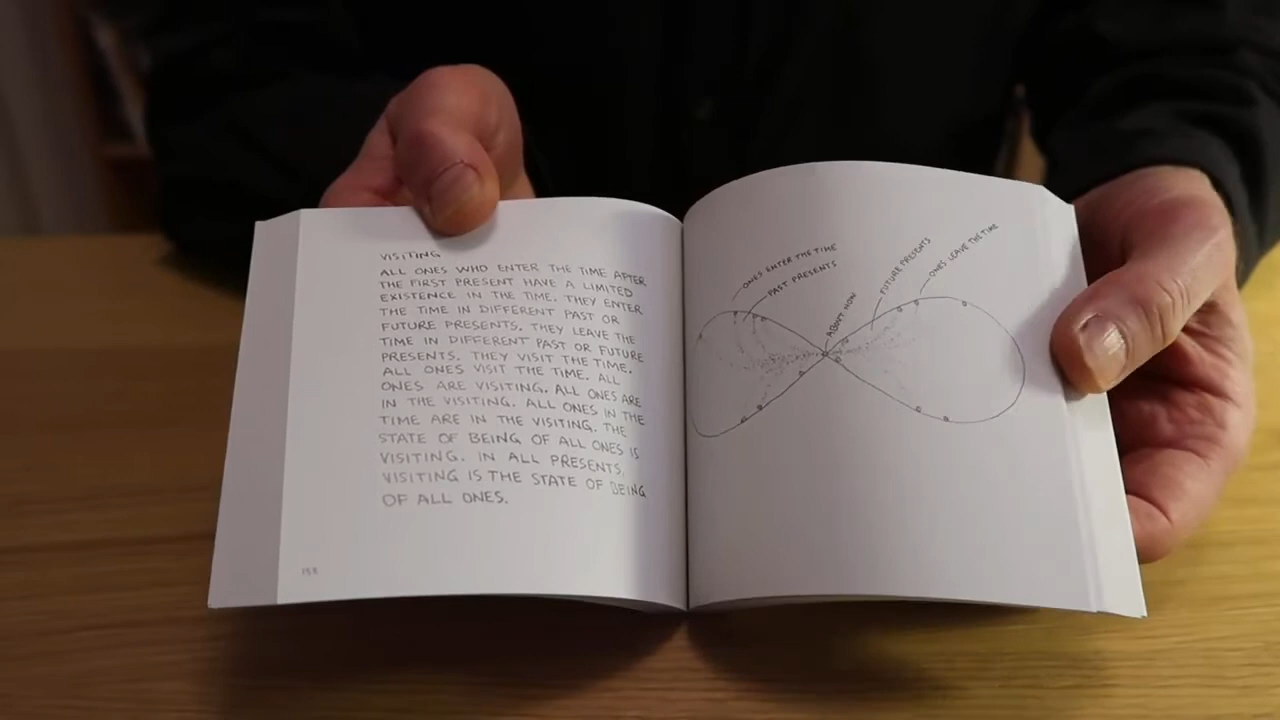 VISITING
ALL ONES WHO ENTER THE TIME AFTER
THE FIRST PRESENT HAVE A LIMITED
EXISTENCE IN THE TIME. THEY ENTER
THE TIME IN DIFFERENT PAST OR
FUTURE PRESENTS. THEY LEAVE THE
TIME IN DIFFERENT PAST OR FUTURE
PRESENTS. THEY VISIT THE TIME.
ALL ONES VISIT THE TIME. ALL
ONES ARE VISITING. ALL ONES ARE
IN THE VISITING. ALL ONES IN THE
TIME ARE IN THE VISITING. THE
STATE OF BEING OF ALL ONES IS
VISITING. IN ALL PRESENTS,
VISITING IS THE STATE OF BEING
OF ALL ONES.
ONES ENTER THE TIME
PAST PRESENTS
ABOUT NOW
FUTURE PRESENTS
ONES LEAVE THE TIME